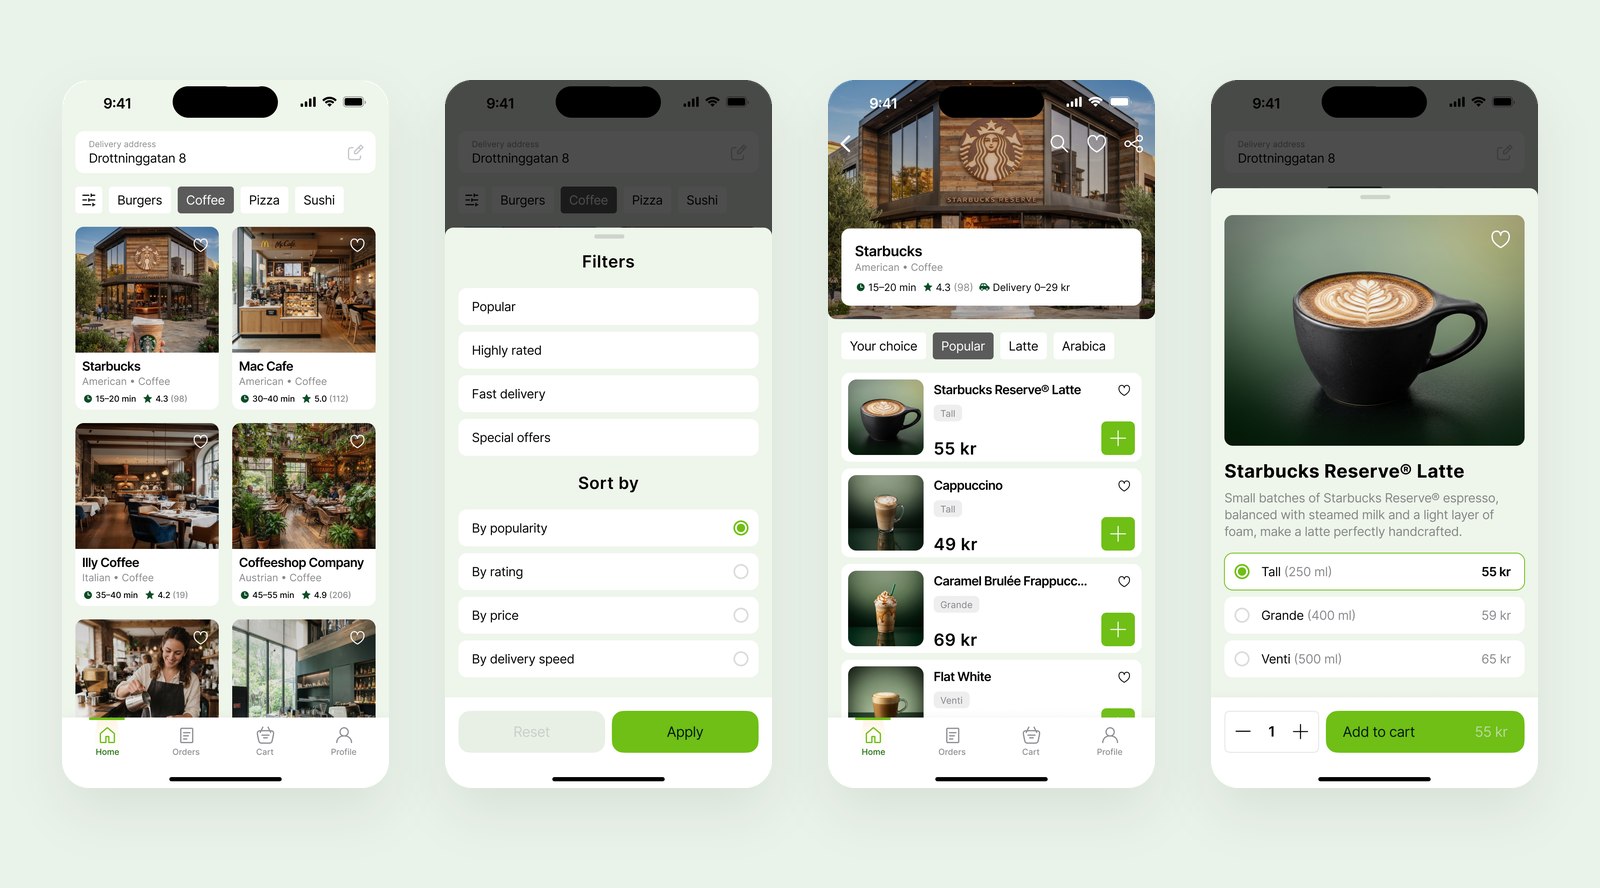 9:41
Delivery address
Drottninggatan 8
Burgers
Coffee
Pizza
Sushi
Starbucks
American • Coffee
15–20 min 4.3 (98)
Mac Cafe
American • Coffee
30–40 min 5.0 (112)
Illy Coffee
Italian • Coffee
35–40 min 4.2 (19)
Coffeeshop Company
Austrian • Coffee
45–55 min 4.9 (206)
Home
Orders
Cart
Profile
9:41
Delivery address
Drottninggatan 8
Burgers
Coffee
Pizza
Sushi
Filters
Popular
Highly rated
Fast delivery
Special offers
Sort by
By popularity
By rating
By price
By delivery speed
Reset
Apply
9:41
STARBUCKS RESERVE
Starbucks
American • Coffee
15–20 min 4.3 (98) Delivery 0–29 kr
Your choice
Popular
Latte
Arabica
Starbucks Reserve® Latte
Tall
55 kr
Cappuccino
Tall
49 kr
Caramel Brulée Frappucc...
Grande
69 kr
Flat White
Venti
Home
Orders
Cart
Profile
9:41
Delivery address
Drottninggatan 8
Starbucks Reserve® Latte
Small batches of Starbucks Reserve® espresso,
balanced with steamed milk and a light layer of
foam, make a latte perfectly handcrafted.
Tall (250 ml) 55 kr
Grande (400 ml) 59 kr
Venti (500 ml) 65 kr
1
Add to cart 55 kr